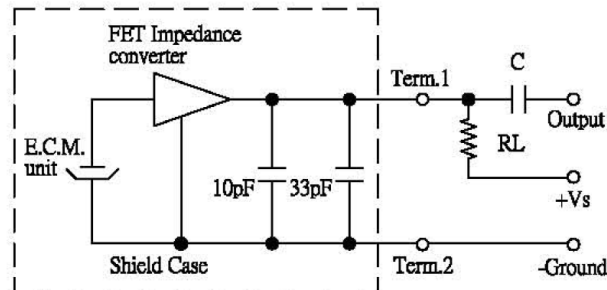 FET Impedance
converter
Term.1
C
Output
E.C.M.
unit
RL
10pF
33pF
+Vs
Shield Case
Term.2
-Ground